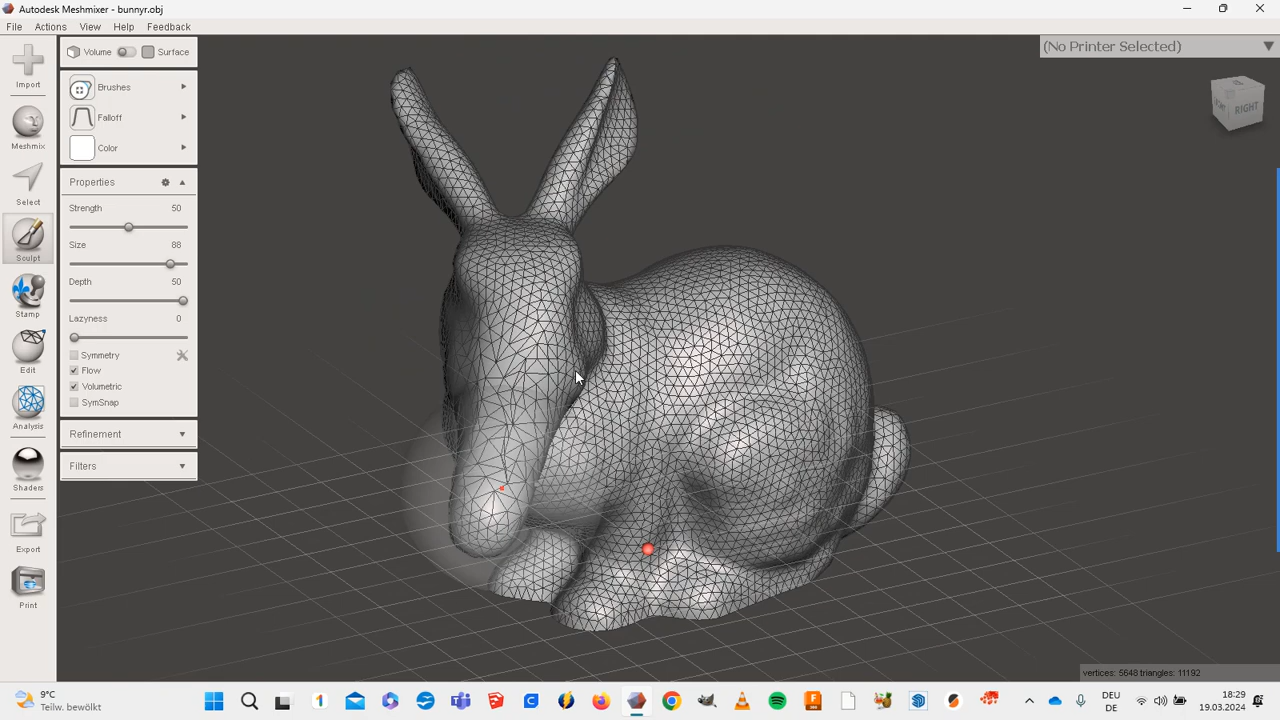 Autodesk Meshmixer - bunnyr.obj
File Actions View Help Feedback
(No Printer Selected)
Import
Meshmix
Select
Sculpt
Stamp
Edit
Analysis
Shaders
Export
Print
Volume Surface
Brushes
Falloff
Color
Properties
Strength 50
Size 88
Depth 50
Lazyness 0
Symmetry
Flow
Volumetric
SymSnap
Refinement
Filters
RIGHT
vertices: 5648 triangles: 11192
9°C
Teilw. bewölkt
DEU
DE
18:29
19.03.2024